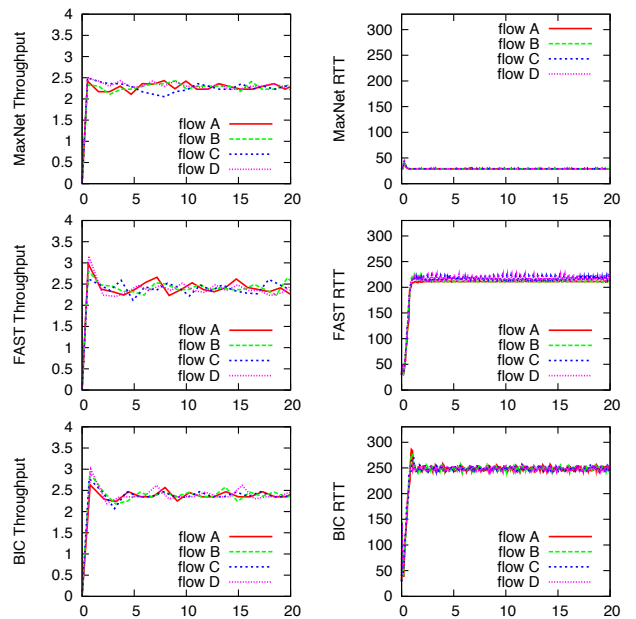 MaxNet Throughput
4
3.5
3
2.5
2
1.5
1
0.5
0
flow A
flow B
flow C
flow D
0 5 10 15 20
MaxNet RTT
300
250
200
150
100
50
0
flow A
flow B
flow C
flow D
0 5 10 15 20
FAST Throughput
4
3.5
3
2.5
2
1.5
1
0.5
0
flow A
flow B
flow C
flow D
0 5 10 15 20
FAST RTT
300
250
200
150
100
50
0
flow A
flow B
flow C
flow D
0 5 10 15 20
BIC Throughput
4
3.5
3
2.5
2
1.5
1
0.5
0
flow A
flow B
flow C
flow D
0 5 10 15 20
BIC RTT
300
250
200
150
100
50
0
flow A
flow B
flow C
flow D
0 5 10 15 20